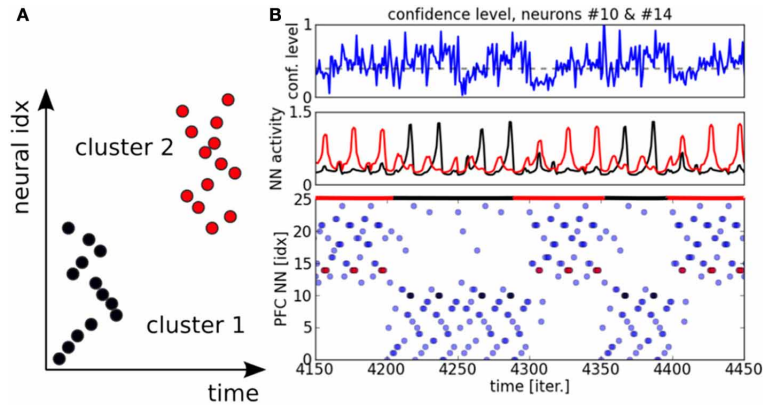 A
B
neural idx
cluster 2
cluster 1
time
confidence level, neurons #10 & #14
conf. level
1
0
NN activity
1.5
0
PFC NN [idx]
25
20
15
10
5
0
4150 4200 4250 4300 4350 4400 4450
time [iter.]